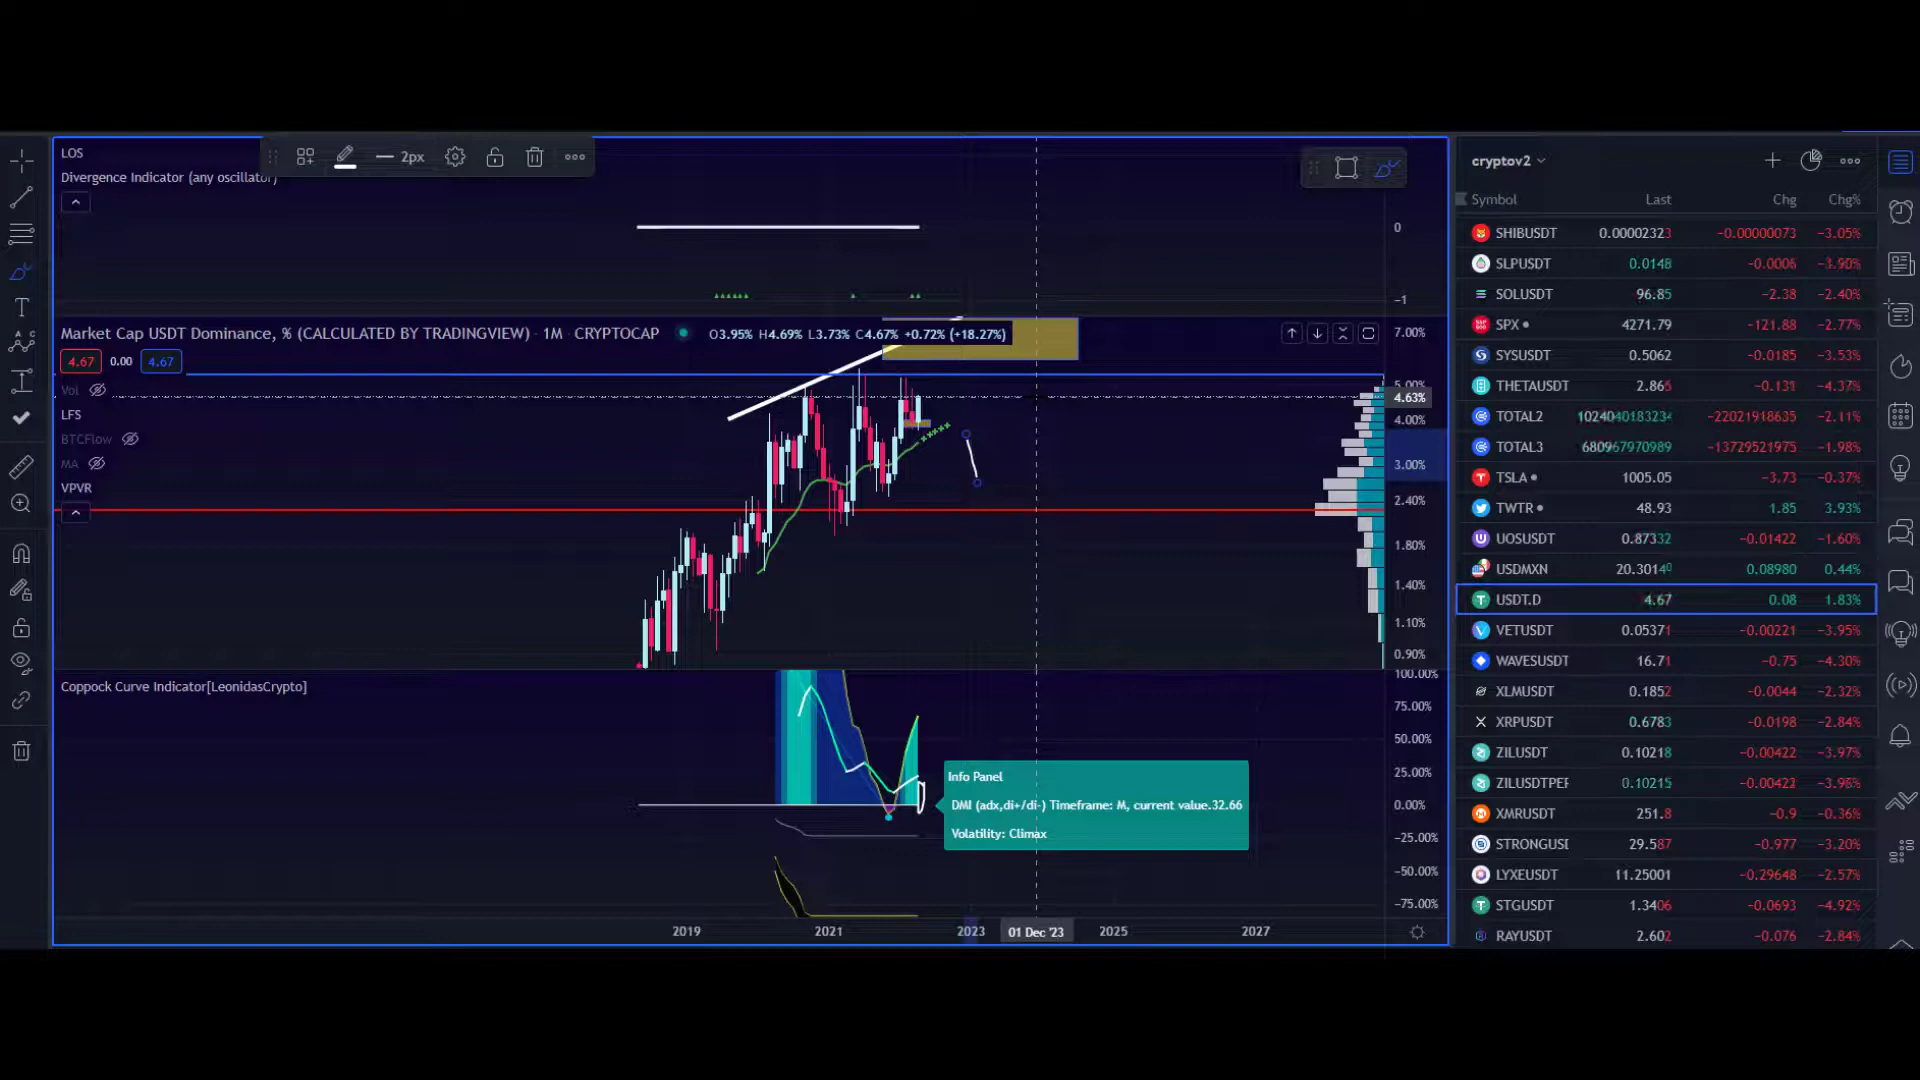 LOS
2px
Divergence Indicator (any oscillator)
0
−1
Market Cap USDT Dominance, % (CALCULATED BY TRADINGVIEW) · 1M · CRYPTOCAP
O3.95% H4.69% L3.73% C4.67% +0.72% (+18.27%)
4.67 0.00 4.67
Vol
LFS
BTCFlow
MA
VPVR
7.00%
5.00%
4.63%
4.00%
3.00%
2.40%
1.80%
1.40%
1.10%
0.90%
Coppock Curve Indicator[LeonidasCrypto]
100.00%
75.00%
50.00%
25.00%
0.00%
−25.00%
−50.00%
−75.00%
Info Panel
DMI (adx,di+/di-) Timeframe: M, current value.32.66
Volatility: Climax
2019 2021 2023 01 Dec '23 2025 2027
cryptov2
Symbol Last Chg Chg%
SHIBUSDT 0.00002323 −0.00000073 −3.05%
SLPUSDT 0.0148 −0.0006 −3.90%
SOLUSDT 96.85 −2.38 −2.40%
SPX 4271.79 −121.88 −2.77%
SYSUSDT 0.5062 −0.0185 −3.53%
THETAUSDT 2.865 −0.131 −4.37%
TOTAL2 1024040183234 −22021918635 −2.11%
TOTAL3 680967970989 −13729521975 −1.98%
TSLA 1005.05 −3.73 −0.37%
TWTR 48.93 1.85 3.93%
UOSUSDT 0.87332 −0.01422 −1.60%
USDMXN 20.30140 0.08980 0.44%
USDT.D 4.67 0.08 1.83%
VETUSDT 0.05371 −0.00221 −3.95%
WAVESUSDT 16.71 −0.75 −4.30%
XLMUSDT 0.1852 −0.0044 −2.32%
XRPUSDT 0.6783 −0.0198 −2.84%
ZILUSDT 0.10218 −0.00422 −3.97%
ZILUSDTPEF 0.10215 −0.00422 −3.96%
XMRUSDT 251.8 −0.9 −0.36%
STRONGUSI 29.587 −0.977 −3.20%
LYXEUSDT 11.25001 −0.29648 −2.57%
STGUSDT 1.3406 −0.0693 −4.92%
RAYUSDT 2.602 −0.076 −2.84%